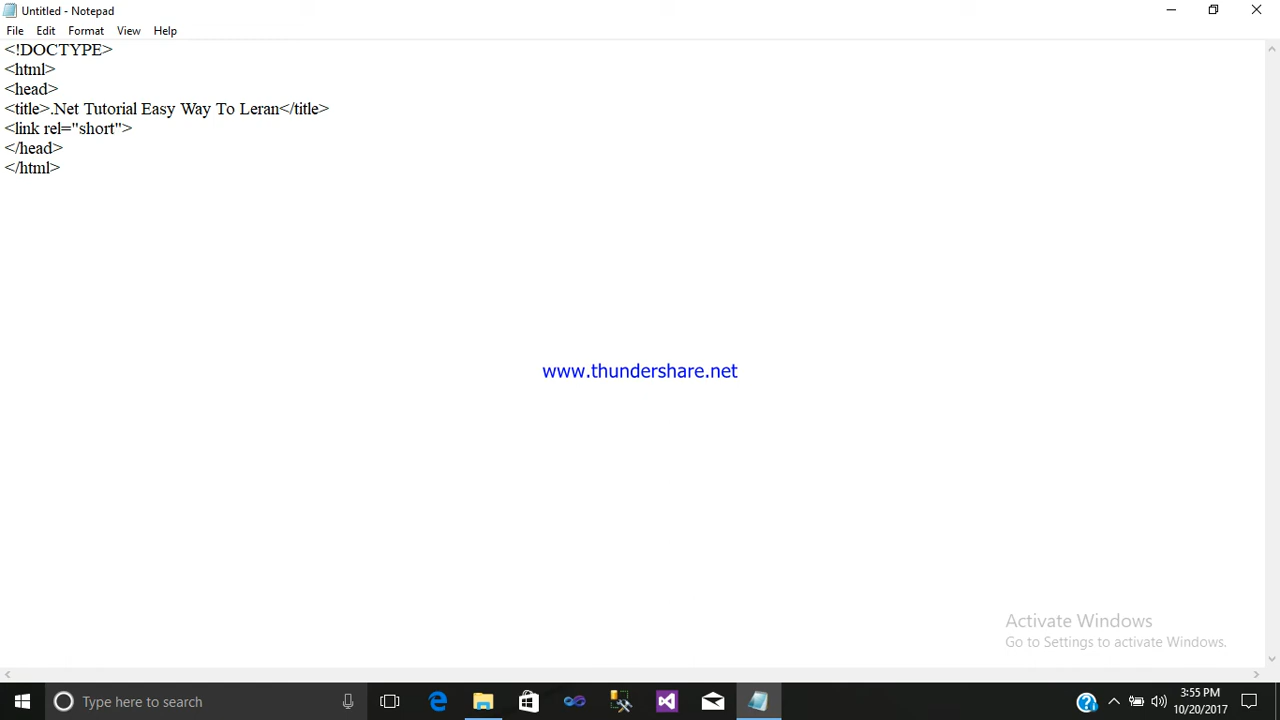 Untitled - Notepad
File Edit Format View Help
<!DOCTYPE>
<html>
<head>
<title>.Net Tutorial Easy Way To Leran</title>
<link rel="short">
</head>
</html>
www.thundershare.net
Activate Windows
Go to Settings to activate Windows.
Type here to search
3:55 PM
10/20/2017